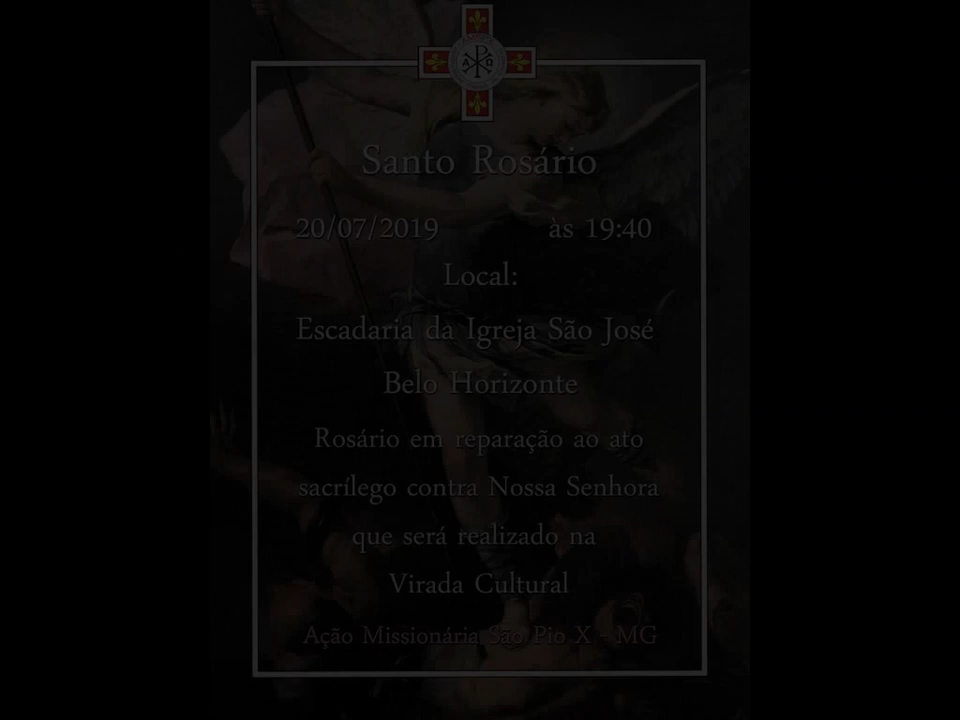 Santo Rosário
20/07/2019 às 19:40
Local:
Escadaria da Igreja São José
Belo Horizonte
Rosário em reparação ao ato
sacrílego contra Nossa Senhora
que será realizado na
Virada Cultural
Ação Missionária São Pio X - MG